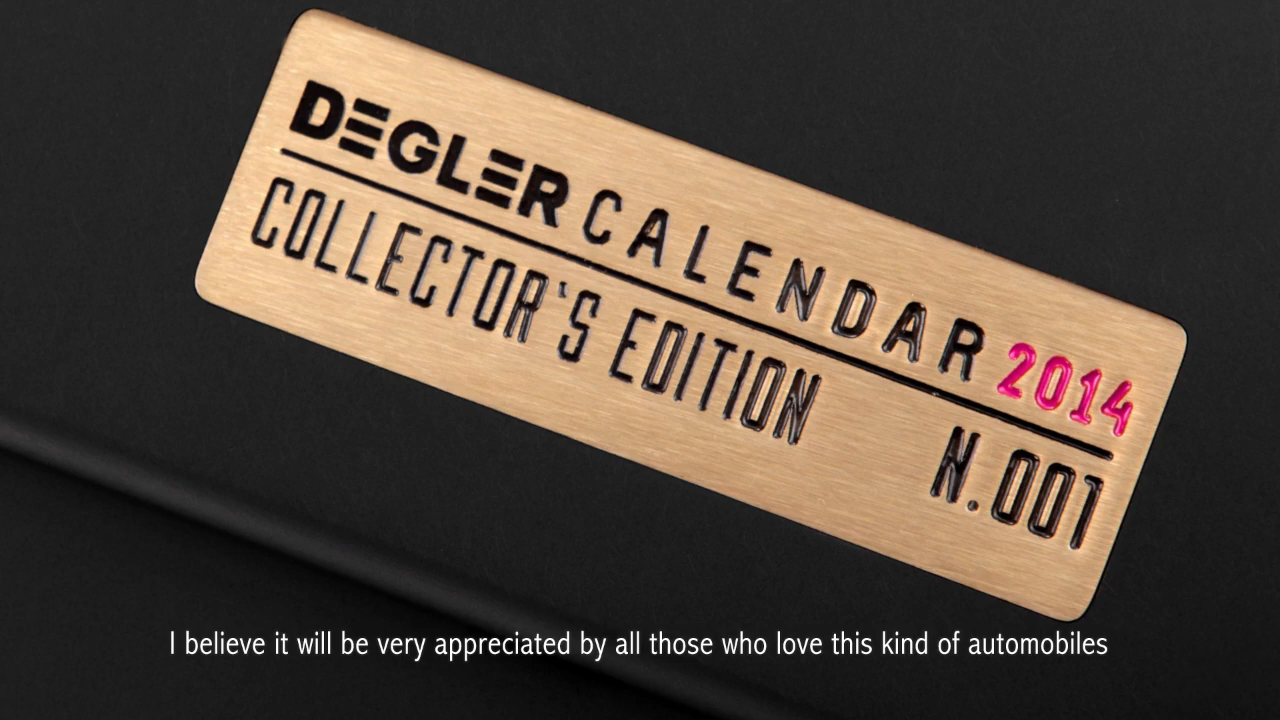 DEGLER CALENDAR 2014
COLLECTOR'S EDITION N.001
I believe it will be very appreciated by all those who love this kind of automobiles